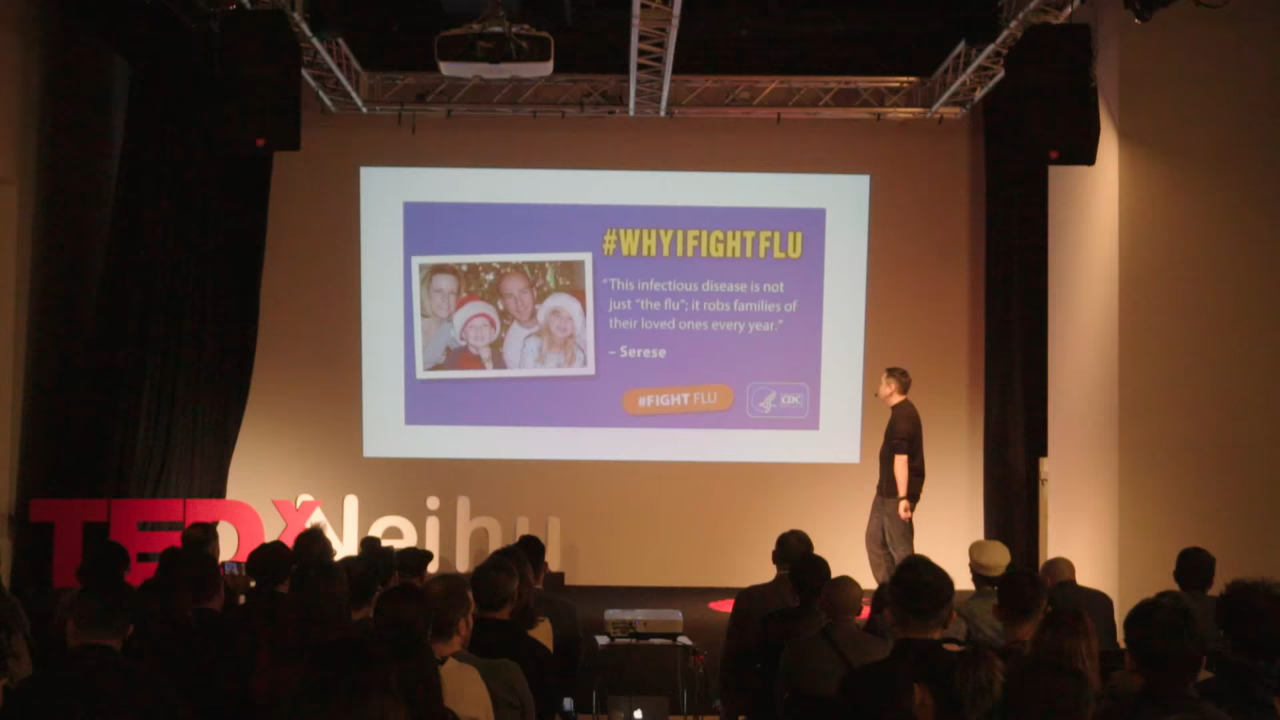 #WHYIFIGHTFLU
"This infectious disease is not
just "the flu"; it robs families of
their loved ones every year."
– Serese
#FIGHT FLU
CDC
TEDxNeihu